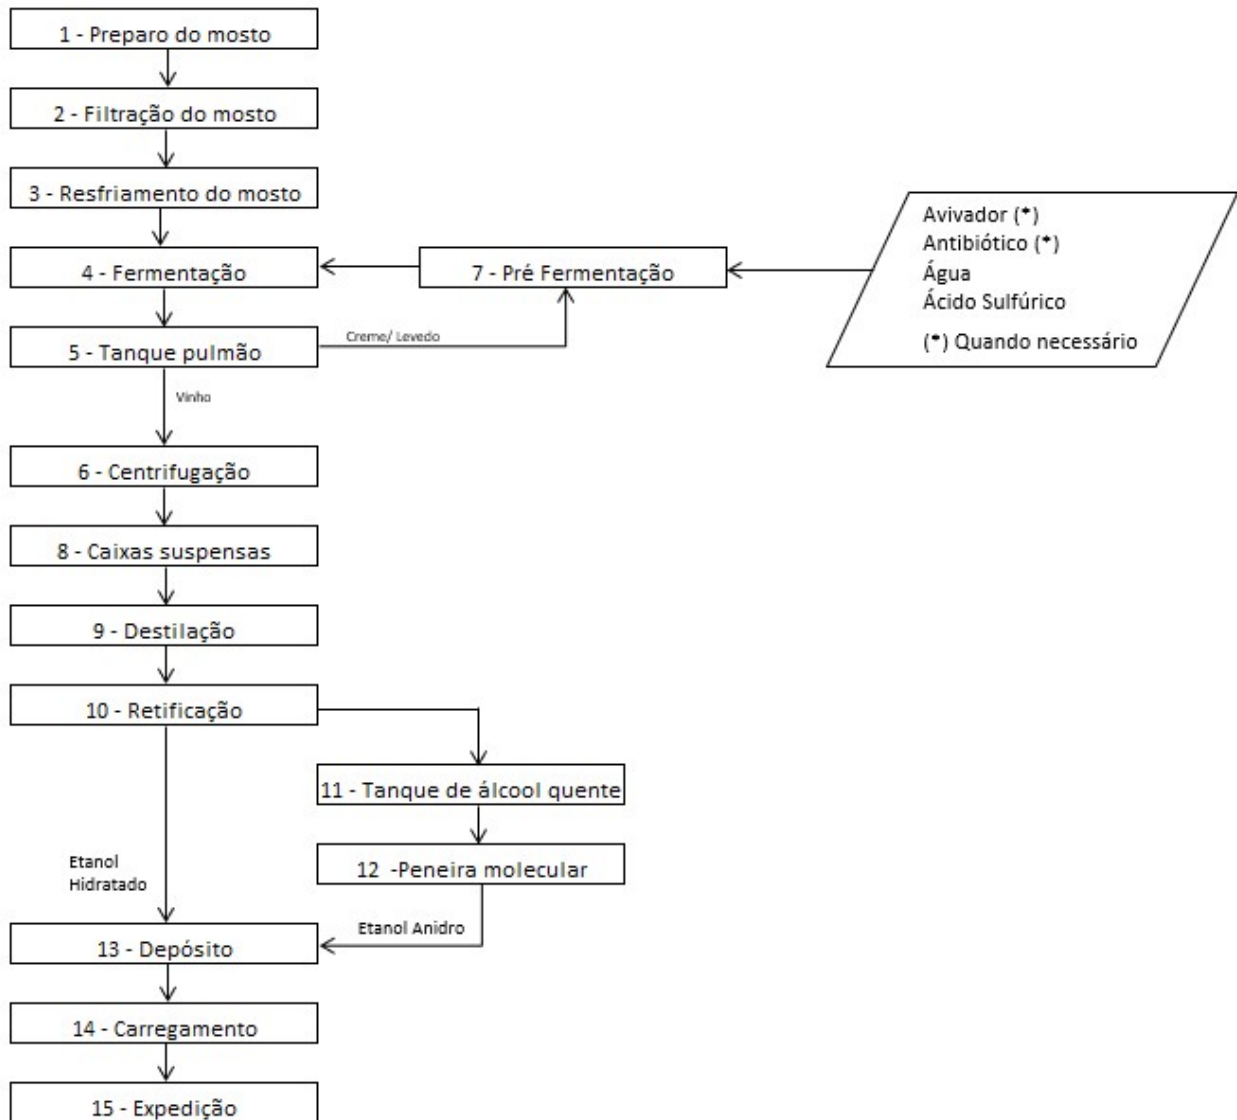 1 - Preparo do mosto
2 - Filtração do mosto
3 - Resfriamento do mosto
4 - Fermentação
7 - Pré Fermentação
Avivador (*)
Antibiótico (*)
Água
Ácido Sulfúrico
(*) Quando necessário
5 - Tanque pulmão
Creme/ Levedo
Vinho
6 - Centrifugação
8 - Caixas suspensas
9 - Destilação
10 - Retificação
11 - Tanque de álcool quente
12 -Peneira molecular
Etanol
Hidratado
Etanol Anidro
13 - Depósito
14 - Carregamento
15 - Expedição